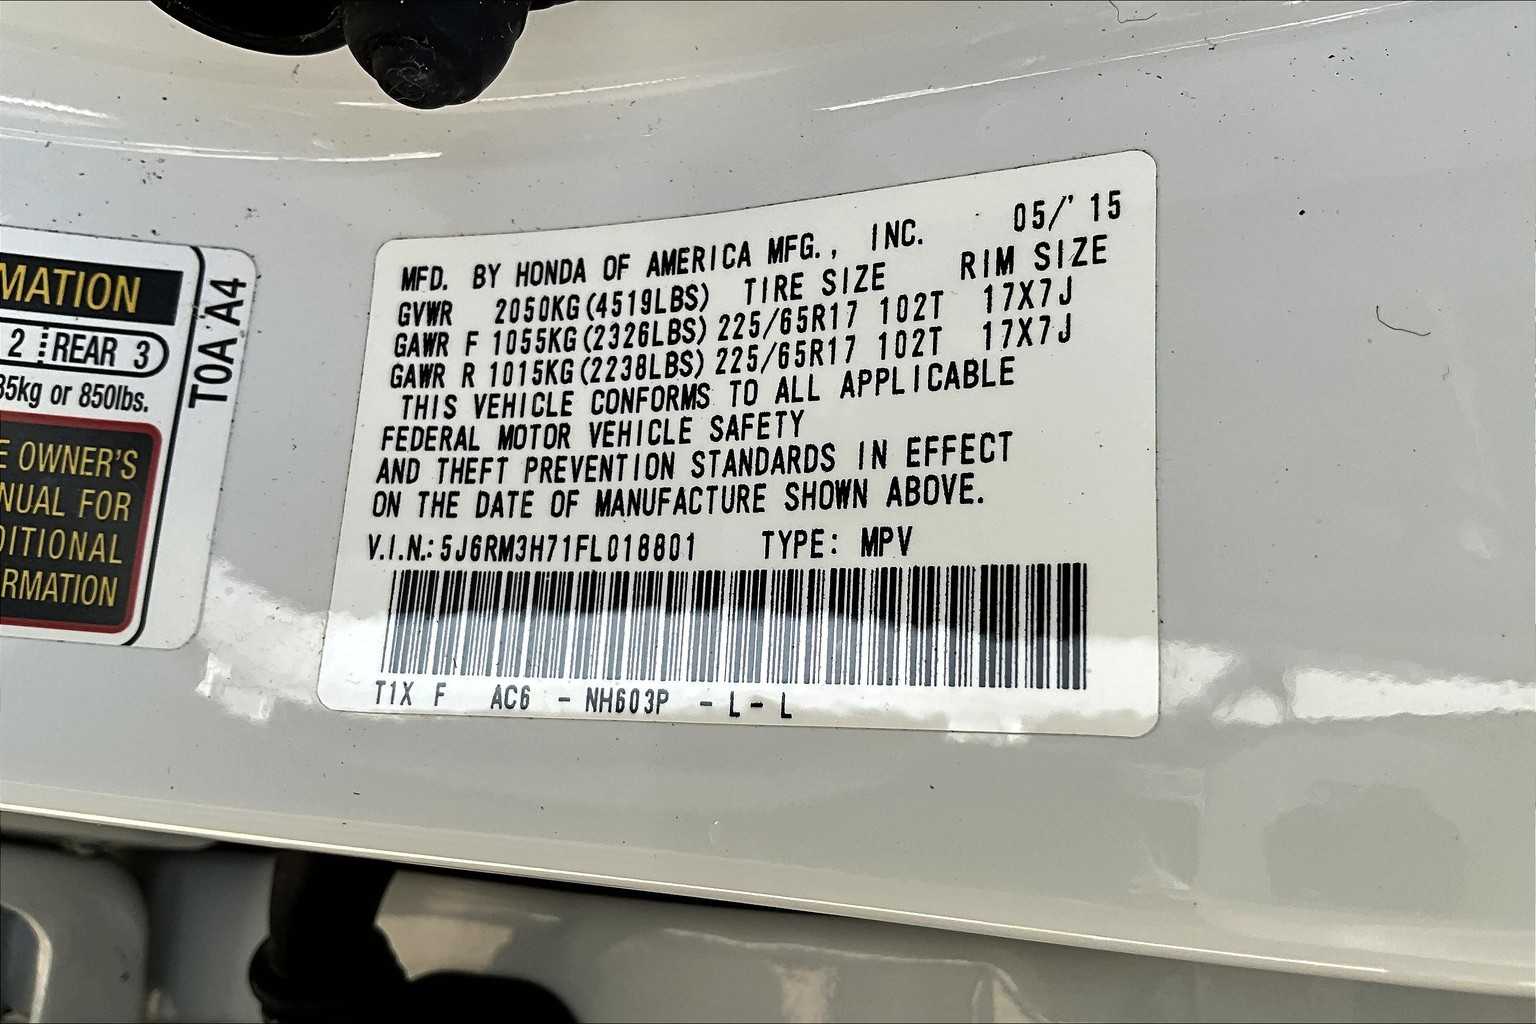 MATION
2 REAR 3
35kg or 850lbs.
E OWNER'S
NUAL FOR
DITIONAL
RMATION
T0A A4
MFD. BY HONDA OF AMERICA MFG., INC. 05/'15
GVWR 2050KG(4519LBS) TIRE SIZE RIM SIZE
GAWR F 1055KG(2326LBS) 225/65R17 102T 17X7J
GAWR R 1015KG(2238LBS) 225/65R17 102T 17X7J
THIS VEHICLE CONFORMS TO ALL APPLICABLE
FEDERAL MOTOR VEHICLE SAFETY
AND THEFT PREVENTION STANDARDS IN EFFECT
ON THE DATE OF MANUFACTURE SHOWN ABOVE.
V.I.N.: 5J6RM3H71FL018801 TYPE: MPV
T1X F AC6 - NH603P - L - L